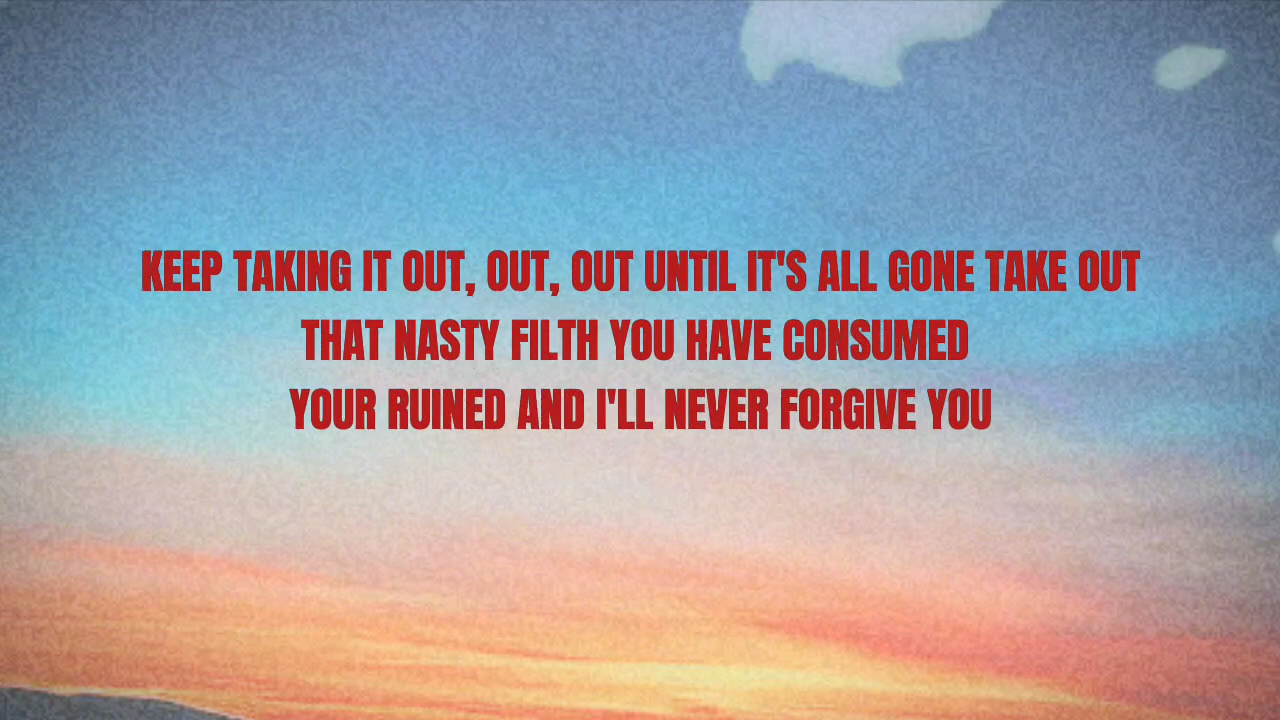 KEEP TAKING IT OUT, OUT, OUT UNTIL IT'S ALL GONE TAKE OUT
THAT NASTY FILTH YOU HAVE CONSUMED
YOUR RUINED AND I'LL NEVER FORGIVE YOU